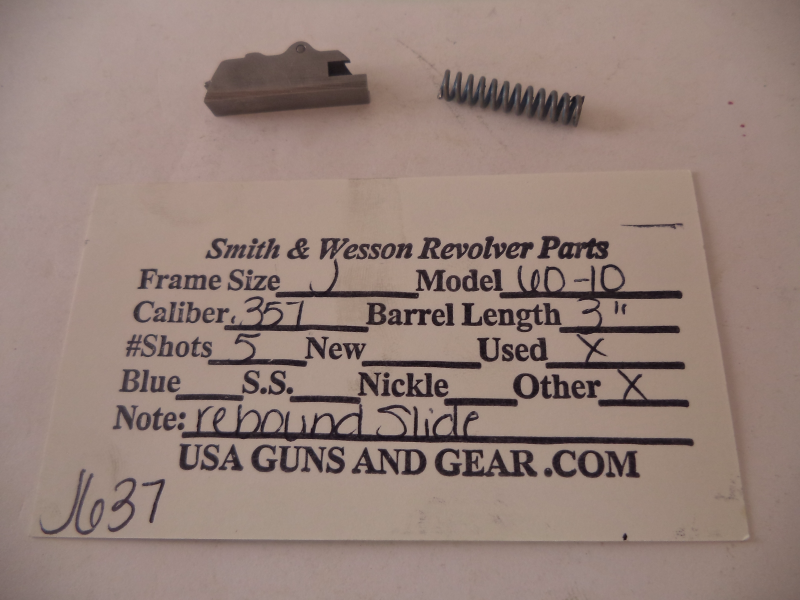 Smith & Wesson Revolver Parts
Frame Size J Model 60-10
Caliber .357 Barrel Length 3"
#Shots 5 New Used X
Blue S.S. Nickle Other X
Note: rebound Slide
USA GUNS AND GEAR .COM
J637